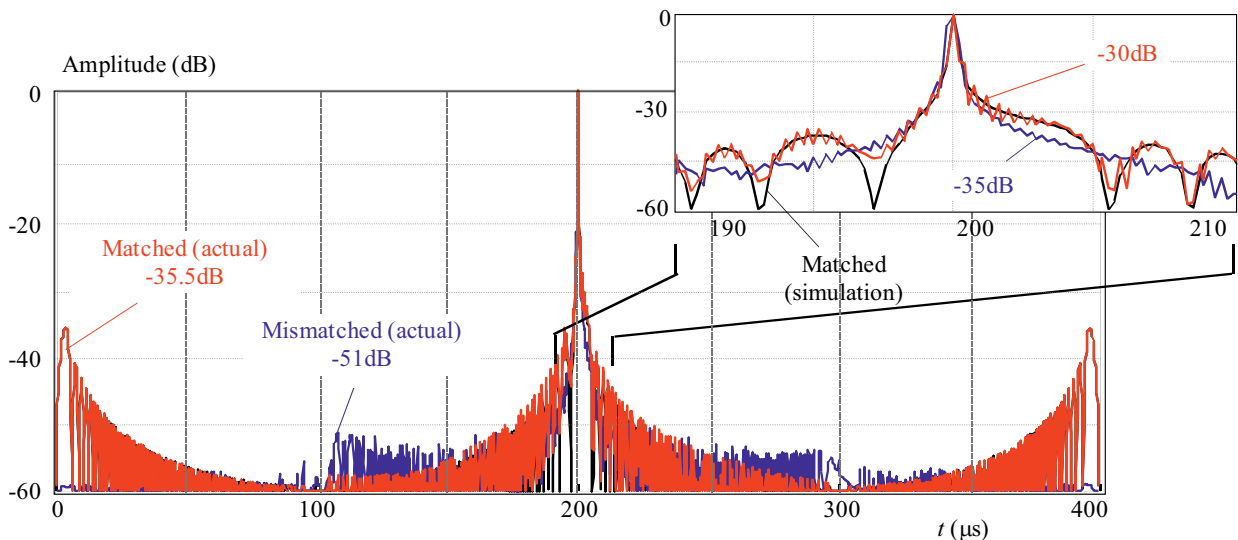 Amplitude (dB)
0
-20
-40
-60
0
100
200
300
400
t (μs)
Matched (actual)
-35.5dB
Mismatched (actual)
-51dB
0
-30
-60
190
200
210
-30dB
-35dB
Matched
(simulation)